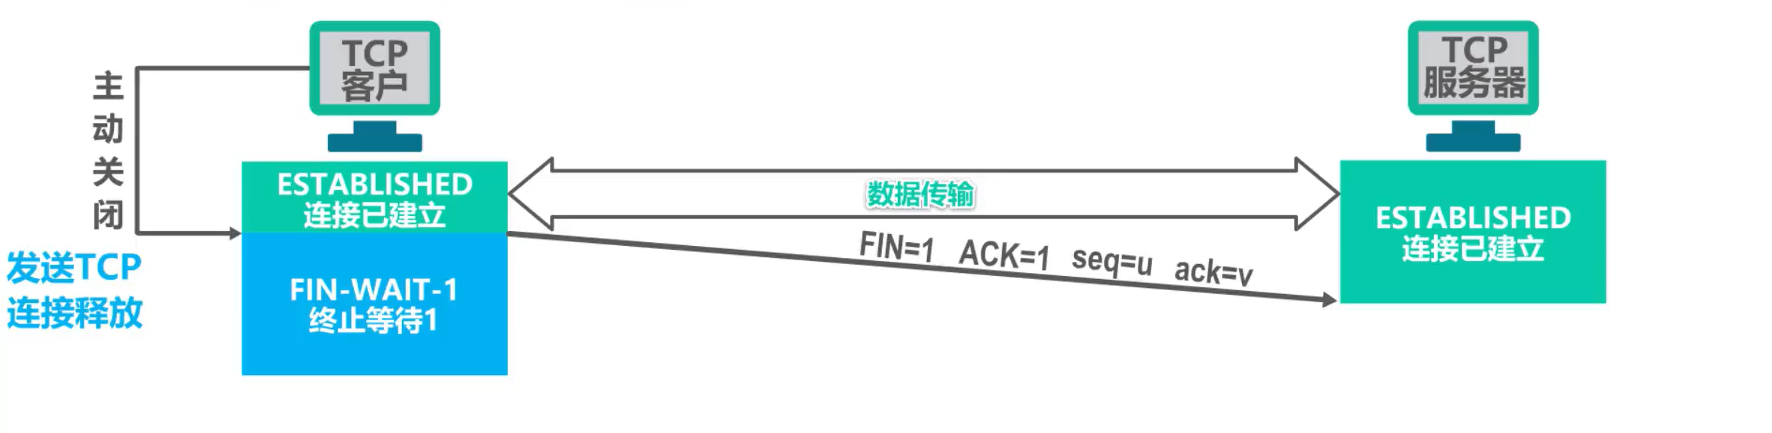 TCP
客户
TCP
服务器
主动关闭
ESTABLISHED
连接已建立
数据传输
ESTABLISHED
连接已建立
FIN=1 ACK=1 seq=u ack=v
发送TCP
连接释放
FIN-WAIT-1
终止等待1